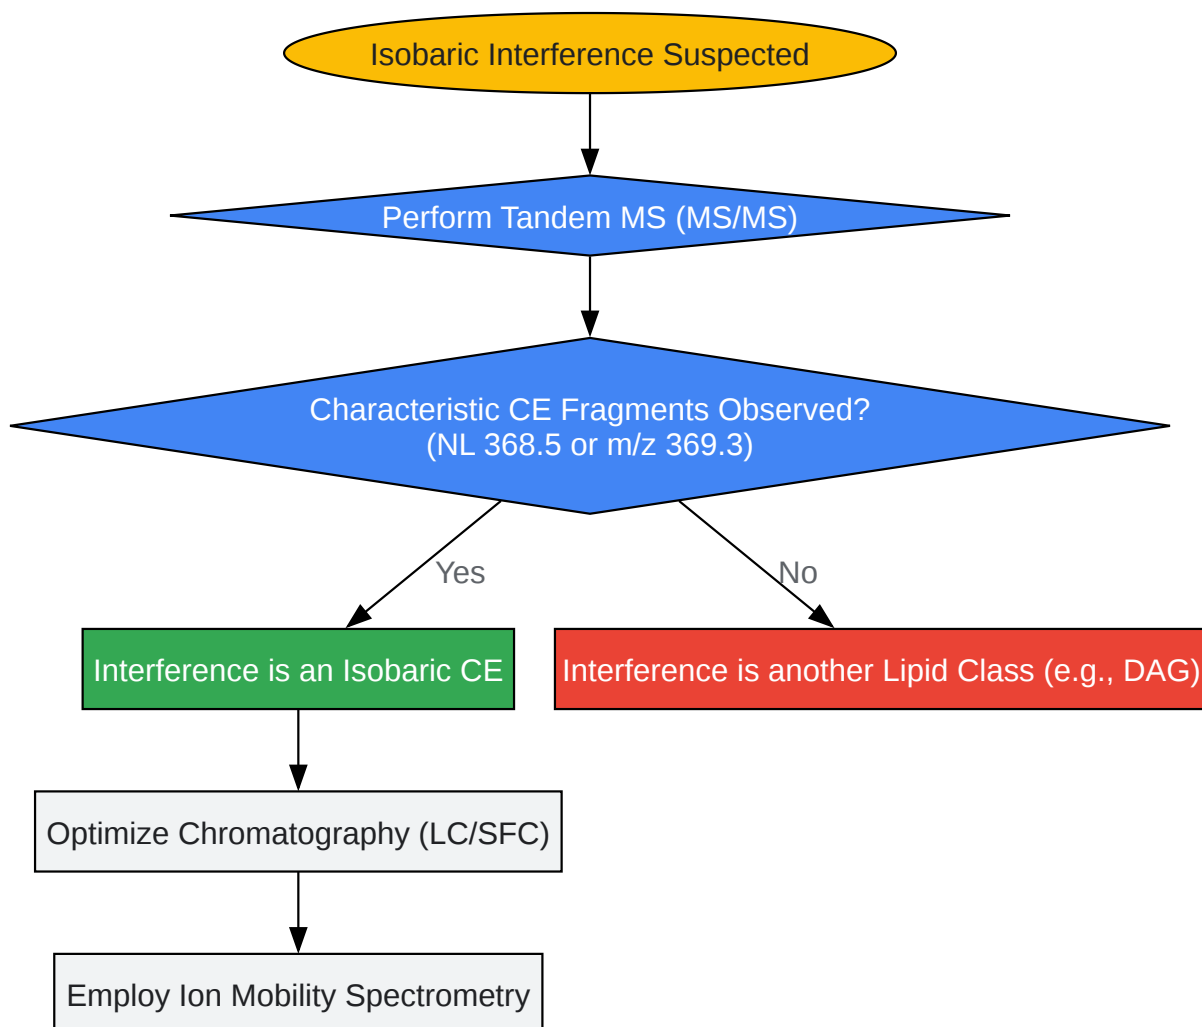 Isobaric Interference Suspected
Perform Tandem MS (MS/MS)
Characteristic CE Fragments Observed?
(NL 368.5 or m/z 369.3)
Yes
No
Interference is an Isobaric CE
Interference is another Lipid Class (e.g., DAG)
Optimize Chromatography (LC/SFC)
Employ Ion Mobility Spectrometry